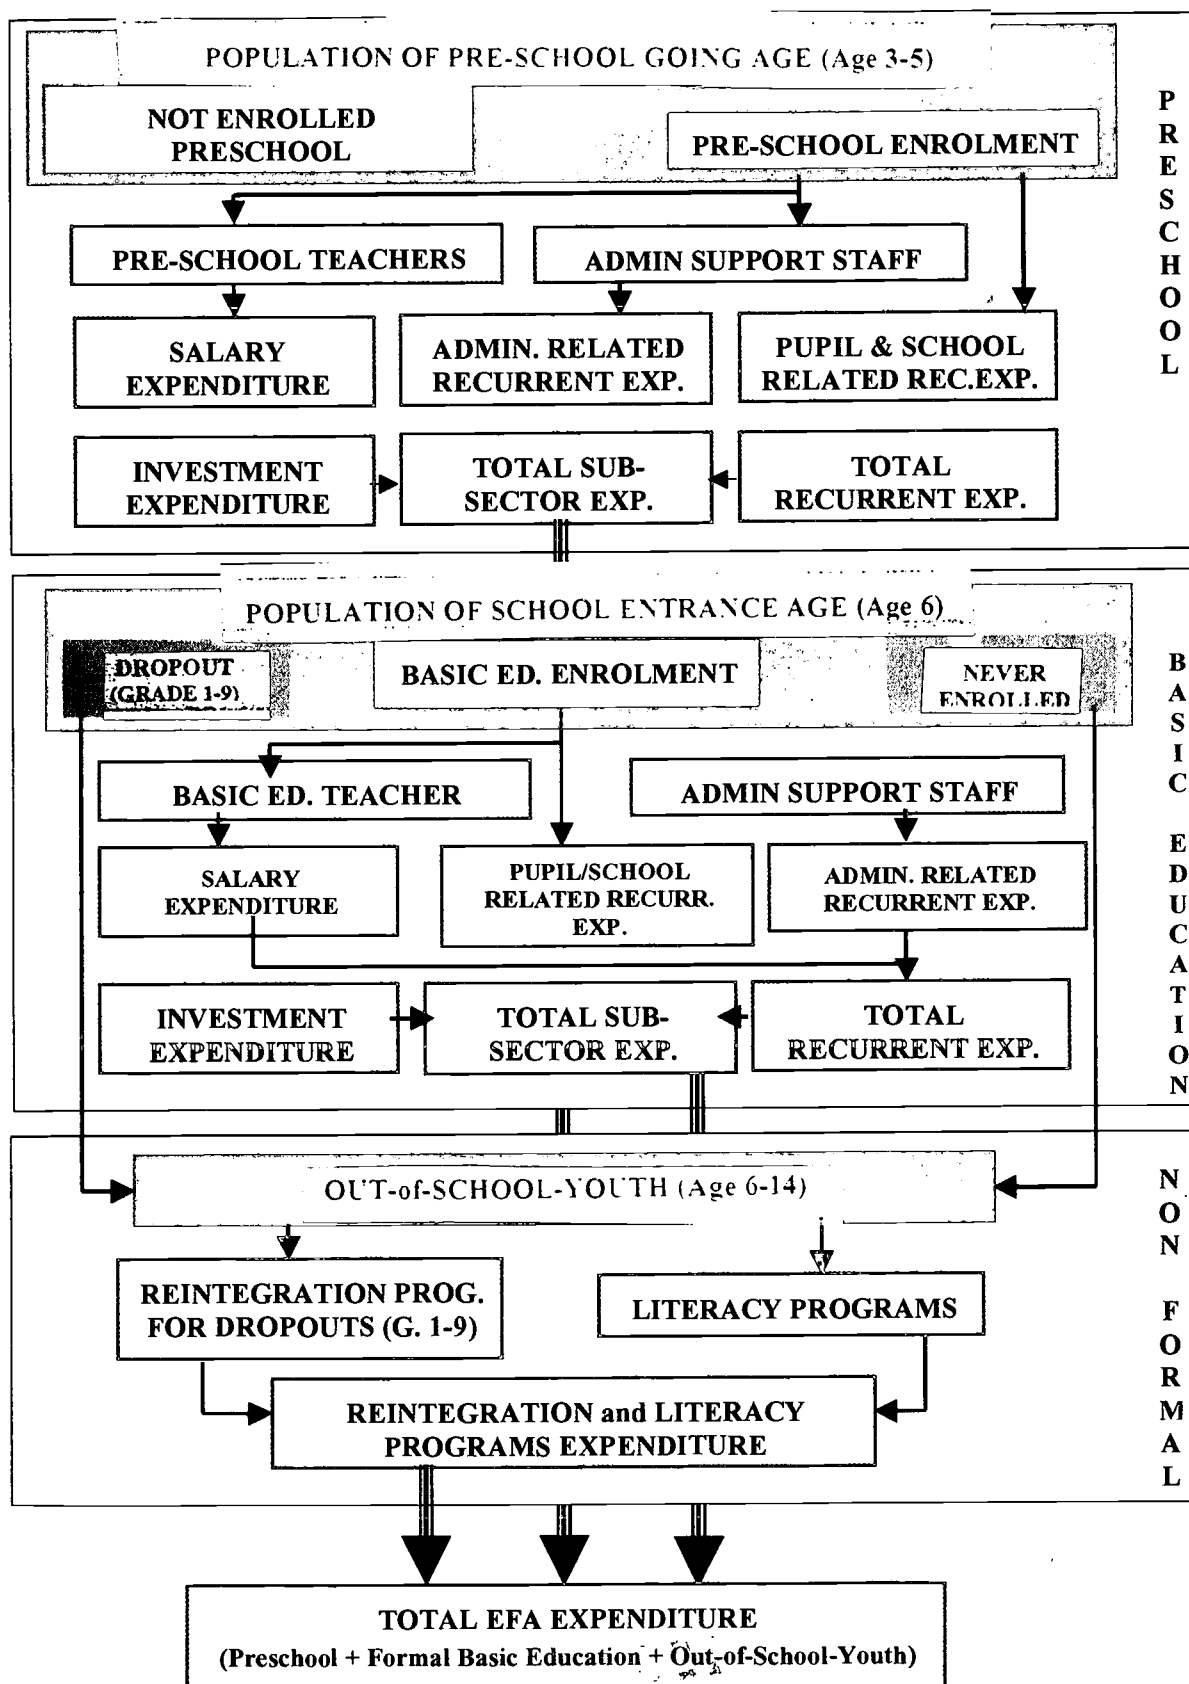 POPULATION OF PRE-SCHOOL GOING AGE (Age 3-5)
NOT ENROLLED
PRESCHOOL
PRE-SCHOOL ENROLMENT
PRE-SCHOOL TEACHERS
ADMIN SUPPORT STAFF
SALARY
EXPENDITURE
ADMIN. RELATED
RECURRENT EXP.
PUPIL & SCHOOL
RELATED REC.EXP.
INVESTMENT
EXPENDITURE
TOTAL SUB-
SECTOR EXP.
TOTAL
RECURRENT EXP.
PRESCHOOL
POPULATION OF SCHOOL ENTRANCE AGE (Age 6)
DROPOUT
(GRADE 1-9)
BASIC ED. ENROLMENT
NEVER
ENROLLED
BASIC ED. TEACHER
ADMIN SUPPORT STAFF
SALARY
EXPENDITURE
PUPIL/SCHOOL
RELATED RECURR.
EXP.
ADMIN. RELATED
RECURRENT EXP.
INVESTMENT
EXPENDITURE
TOTAL SUB-
SECTOR EXP.
TOTAL
RECURRENT EXP.
BASIC EDUCATION
OUT-of-SCHOOL-YOUTH (Age 6-14)
REINTEGRATION PROG.
FOR DROPOUTS (G. 1-9)
LITERACY PROGRAMS
REINTEGRATION and LITERACY
PROGRAMS EXPENDITURE
NON FORMAL
TOTAL EFA EXPENDITURE
(Preschool + Formal Basic Education + Out-of-School-Youth)